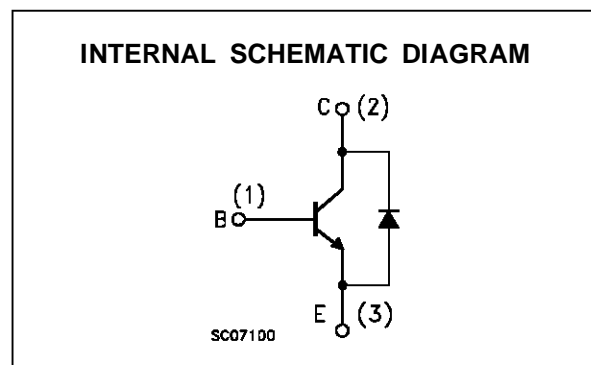 INTERNAL SCHEMATIC DIAGRAM
C (2)
(1)
B
E (3)
SC07100